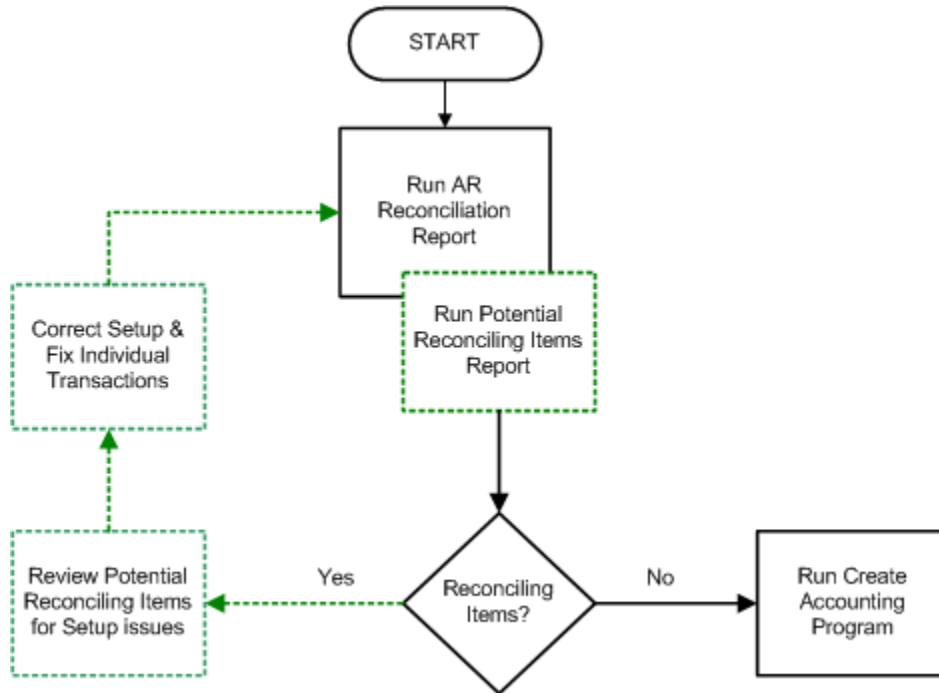 START
Run AR
Reconciliation
Report
Run Potential
Reconciling Items
Report
Correct Setup &
Fix Individual
Transactions
Review Potential
Reconciling Items
for Setup issues
Yes
Reconciling
Items?
No
Run Create
Accounting
Program